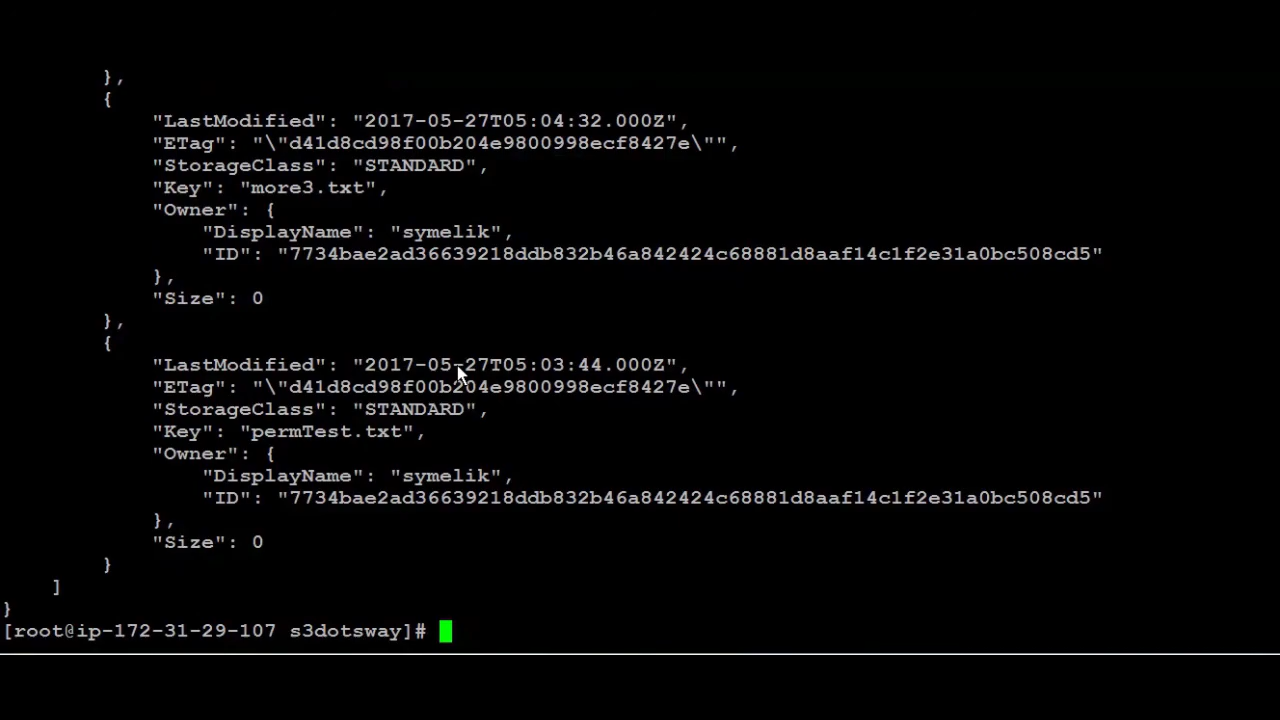 },
{
"LastModified": "2017-05-27T05:04:32.000Z",
"ETag": "\"d41d8cd98f00b204e9800998ecf8427e\"",
"StorageClass": "STANDARD",
"Key": "more3.txt",
"Owner": {
"DisplayName": "symelik",
"ID": "7734bae2ad36639218ddb832b46a842424c68881d8aaf14c1f2e31a0bc508cd5"
},
"Size": 0
},
{
"LastModified": "2017-05-27T05:03:44.000Z",
"ETag": "\"d41d8cd98f00b204e9800998ecf8427e\"",
"StorageClass": "STANDARD",
"Key": "permTest.txt",
"Owner": {
"DisplayName": "symelik",
"ID": "7734bae2ad36639218ddb832b46a842424c68881d8aaf14c1f2e31a0bc508cd5"
},
"Size": 0
}
]
}
[root@ip-172-31-29-107 s3dotsway]#